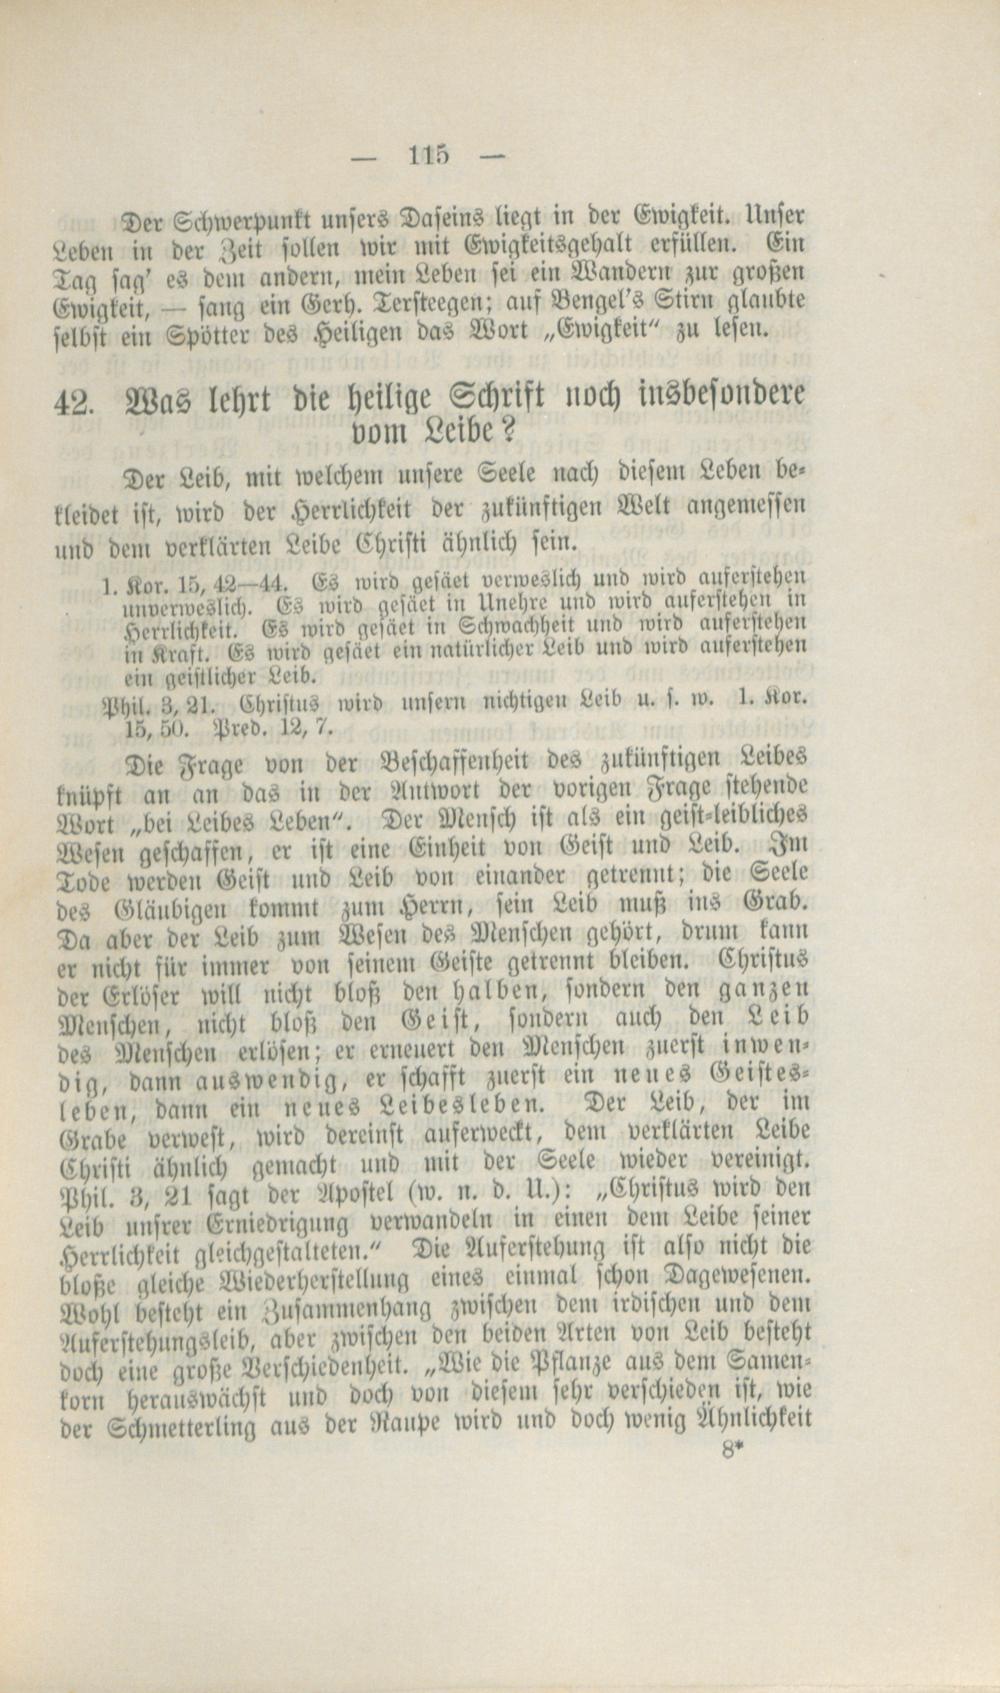 — 115 —
Der Schwerpunkt unsers Daseins liegt in der Ewigkeit. Unser
Leben in der Zeit sollen wir mit Ewigkeitsgehalt erfüllen. Ein
Tag sag' es dem andern, mein Leben sei ein Wandern zur großen
Ewigkeit, — sang ein Gerh. Tersteegen; auf Bengel's Stirn glaubte
selbst ein Spötter des Heiligen das Wort „Ewigkeit" zu lesen.
42. Was lehrt die heilige Schrift noch insbesondere
vom Leibe?
Der Leib, mit welchem unsere Seele nach diesem Leben be-
kleidet ist, wird der Herrlichkeit der zukünftigen Welt angemessen
und dem verklärten Leibe Christi ähnlich sein.
1. Kor. 15, 42—44. Es wird gesäet verweslich und wird auferstehen
unverweslich. Es wird gesäet in Unehre und wird auferstehen in
Herrlichkeit. Es wird gesäet in Schwachheit und wird auferstehen
in Kraft. Es wird gesäet ein natürlicher Leib und wird auferstehen
ein geistlicher Leib.
Phil. 3, 21. Christus wird unsern nichtigen Leib u. s. w. 1. Kor.
15, 50. Pred. 12, 7.
Die Frage von der Beschaffenheit des zukünftigen Leibes
knüpft an an das in der Antwort der vorigen Frage stehende
Wort „bei Leibes Leben". Der Mensch ist als ein geist-leibliches
Wesen geschaffen, er ist eine Einheit von Geist und Leib. Im
Tode werden Geist und Leib von einander getrennt; die Seele
des Gläubigen kommt zum Herrn, sein Leib muß ins Grab.
Da aber der Leib zum Wesen des Menschen gehört, drum kann
er nicht für immer von seinem Geiste getrennt bleiben. Christus
der Erlöser will nicht bloß den halben, sondern den ganzen
Menschen, nicht bloß den Geist, sondern auch den Leib
des Menschen erlösen; er erneuert den Menschen zuerst inwen-
dig, dann auswendig, er schafft zuerst ein neues Geistes-
leben, dann ein neues Leibesleben. Der Leib, der im
Grabe verwest, wird dereinst auferweckt, dem verklärten Leibe
Christi ähnlich gemacht und mit der Seele wieder vereinigt.
Phil. 3, 21 sagt der Apostel (w. n. d. U.): „Christus wird den
Leib unsrer Erniedrigung verwandeln in einen dem Leibe seiner
Herrlichkeit gleichgestalteten." Die Auferstehung ist also nicht die
bloße gleiche Wiederherstellung eines einmal schon Dagewesenen.
Wohl besteht ein Zusammenhang zwischen dem irdischen und dem
Auferstehungsleib, aber zwischen den beiden Arten von Leib besteht
doch eine große Verschiedenheit. „Wie die Pflanze aus dem Samen-
korn herauswächst und doch von diesem sehr verschieden ist, wie
der Schmetterling aus der Raupe wird und doch wenig Ähnlichkeit
8*